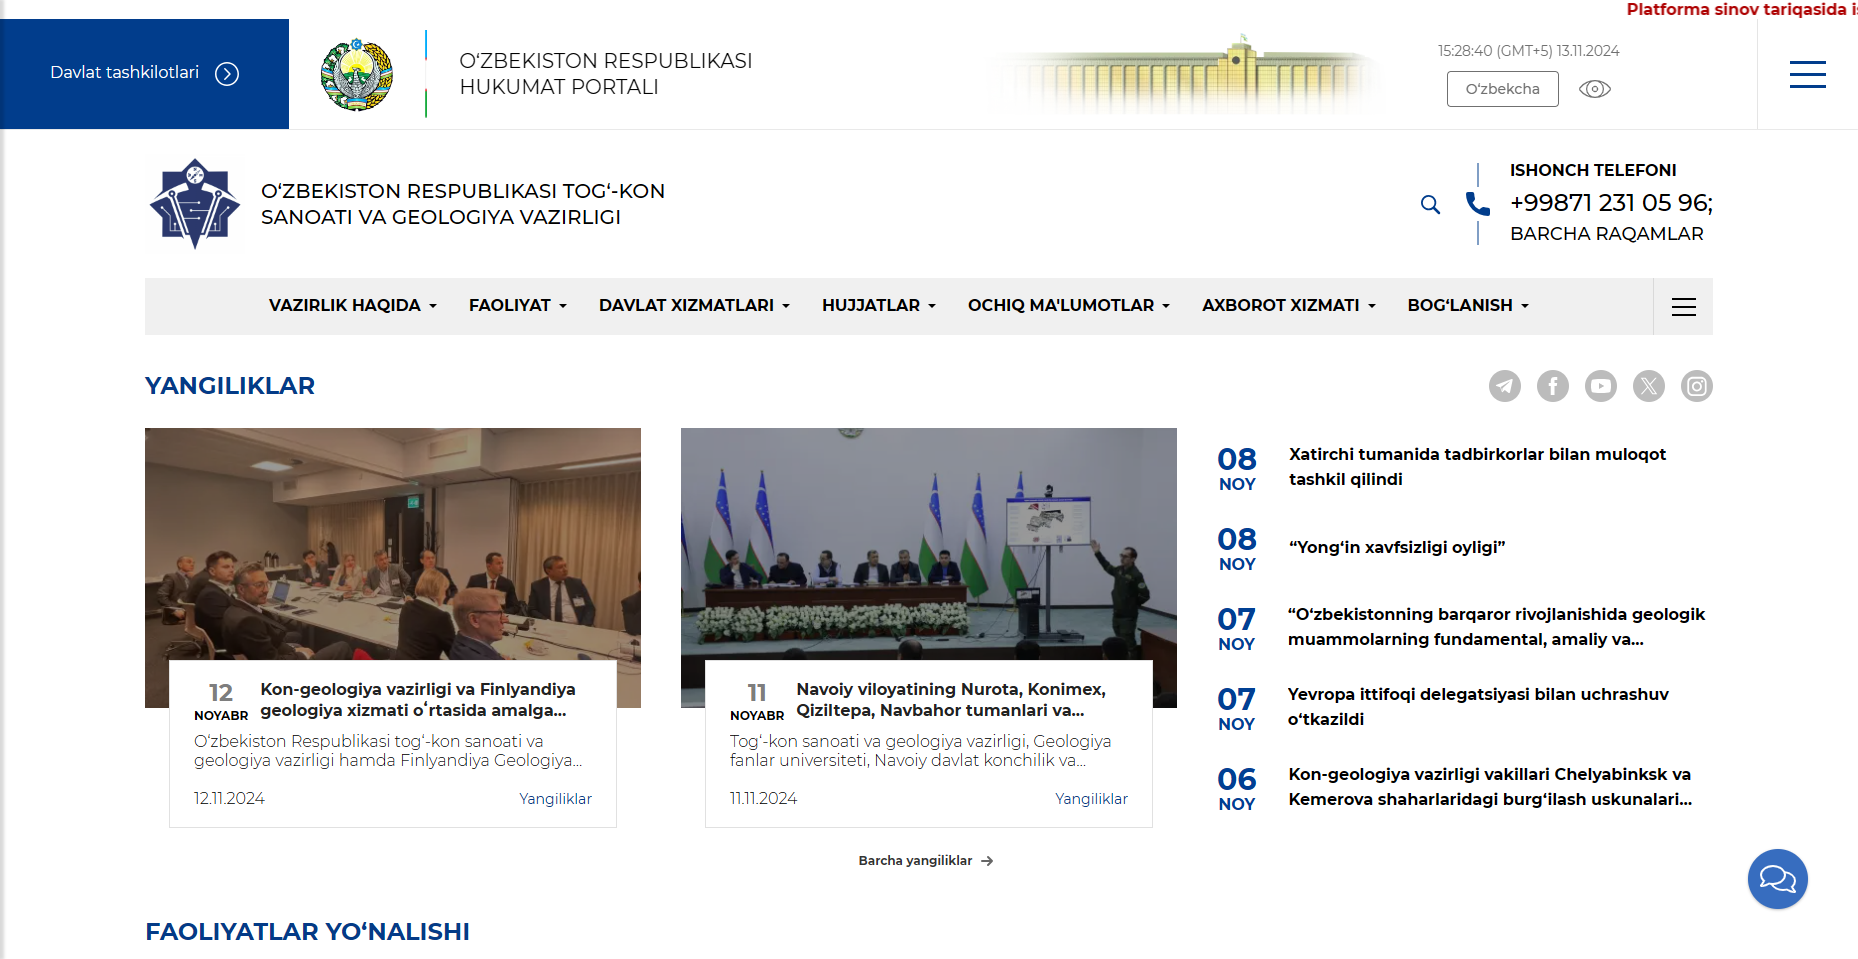 Platforma sinov tariqasida
Davlat tashkilotlari
O‘ZBEKISTON RESPUBLIKASI
HUKUMAT PORTALI
15:28:40 (GMT+5) 13.11.2024
O‘zbekcha
O‘ZBEKISTON RESPUBLIKASI TOG‘-KON
SANOATI VA GEOLOGIYA VAZIRLIGI
ISHONCH TELEFONI
+99871 231 05 96;
BARCHA RAQAMLAR
VAZIRLIK HAQIDA FAOLIYAT DAVLAT XIZMATLARI HUJJATLAR OCHIQ MA'LUMOTLAR AXBOROT XIZMATI BOG‘LANISH
YANGILIKLAR
12
NOYABR
Kon-geologiya vazirligi va Finlyandiya
geologiya xizmati oʻrtasida amalga...
O‘zbekiston Respublikasi tog‘-kon sanoati va
geologiya vazirligi hamda Finlyandiya Geologiya...
12.11.2024 Yangiliklar
11
NOYABR
Navoiy viloyatining Nurota, Konimex,
Qiziltepa, Navbahor tumanlari va...
Tog‘-kon sanoati va geologiya vazirligi, Geologiya
fanlar universiteti, Navoiy davlat konchilik va...
11.11.2024 Yangiliklar
08
NOY
Xatirchi tumanida tadbirkorlar bilan muloqot
tashkil qilindi
08
NOY
“Yong‘in xavfsizligi oyligi”
07
NOY
“O‘zbekistonning barqaror rivojlanishida geologik
muammolarning fundamental, amaliy va...
07
NOY
Yevropa ittifoqi delegatsiyasi bilan uchrashuv
o‘tkazildi
06
NOY
Kon-geologiya vazirligi vakillari Chelyabinksk va
Kemerova shaharlaridagi burg‘ilash uskunalari...
Barcha yangiliklar
FAOLIYATLAR YO‘NALISHI